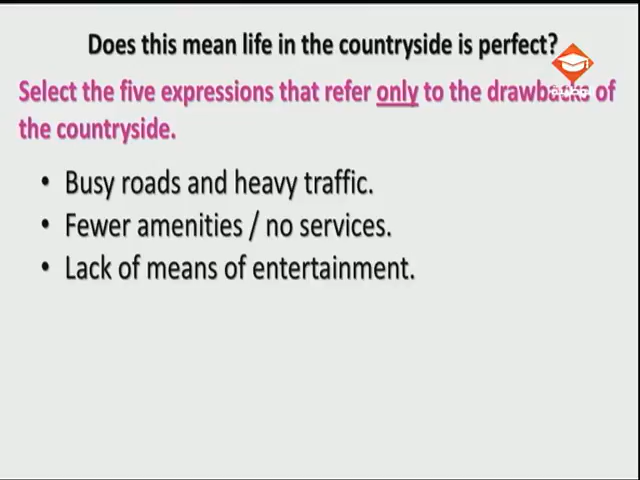 Does this mean life in the countryside is perfect?
Select the five expressions that refer only to the drawbacks of
the countryside.
• Busy roads and heavy traffic.
• Fewer amenities / no services.
• Lack of means of entertainment.